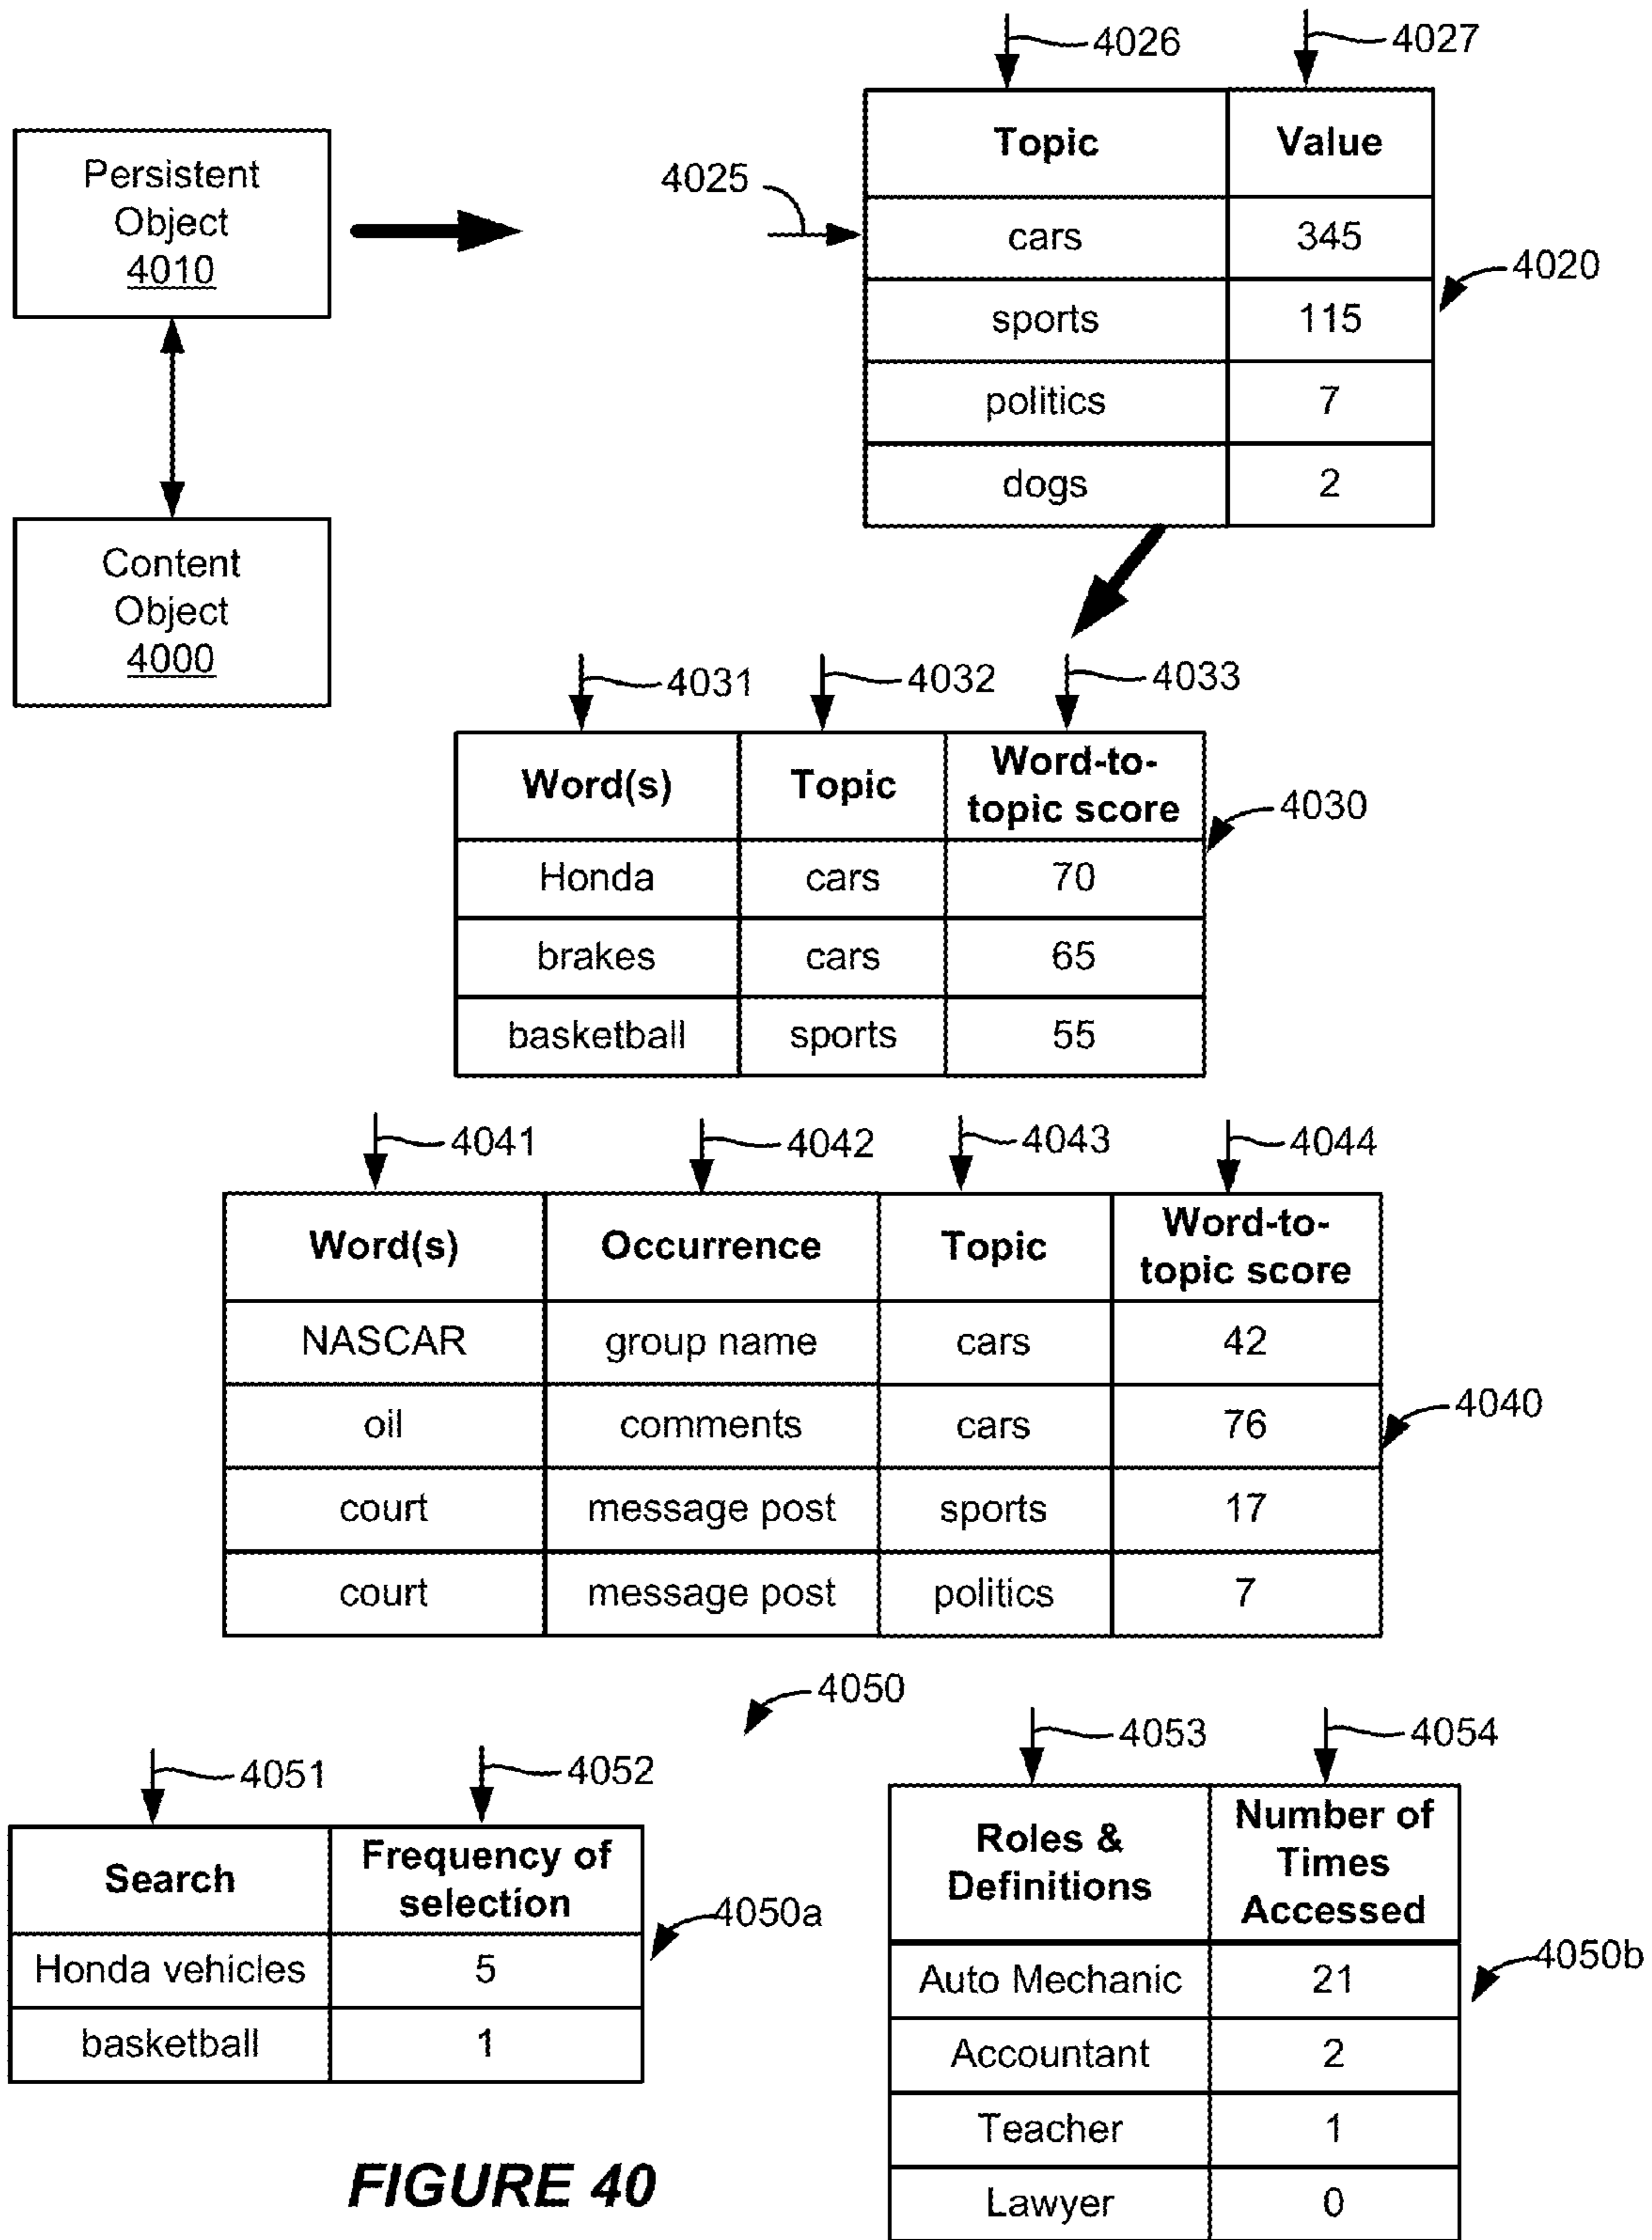 4026
4027
Persistent
Object
4010
4025
Topic Value
cars 345
sports 115
politics 7
dogs 2
4020
Content
Object
4000
4031
4032
4033
Word(s) Topic Word-to-
topic score
Honda cars 70
brakes cars 65
basketball sports 55
4030
4041
4042
4043
4044
Word(s) Occurrence Topic Word-to-
topic score
NASCAR group name cars 42
oil comments cars 76
court message post sports 17
court message post politics 7
4040
4050
4051
4052
Search Frequency of
selection
Honda vehicles 5
basketball 1
4050a
4053
4054
Roles &
Definitions
Number of
Times
Accessed
Auto Mechanic 21
Accountant 2
Teacher 1
Lawyer 0
4050b
FIGURE 40